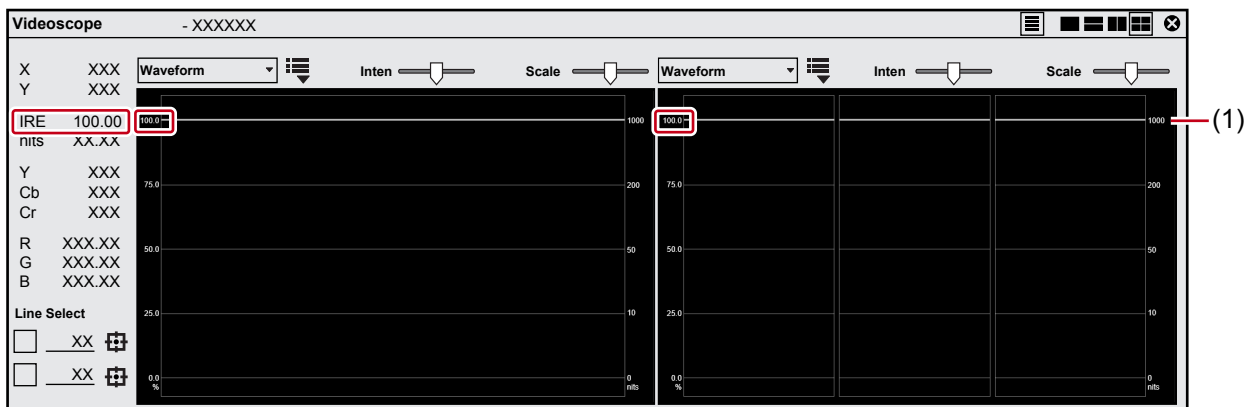 Videoscope - XXXXXX
X XXX
Y XXX
IRE 100.00
nits XX.XX
Y XXX
Cb XXX
Cr XXX
R XXX.XX
G XXX.XX
B XXX.XX
Line Select
XX
XX
Waveform Inten Scale
100.0 1000
75.0 200
50.0 50
25.0 10
0.0 0
% nits
Waveform Inten Scale
100.0 1000
75.0 200
50.0 50
25.0 10
0.0 0
% nits
(1)